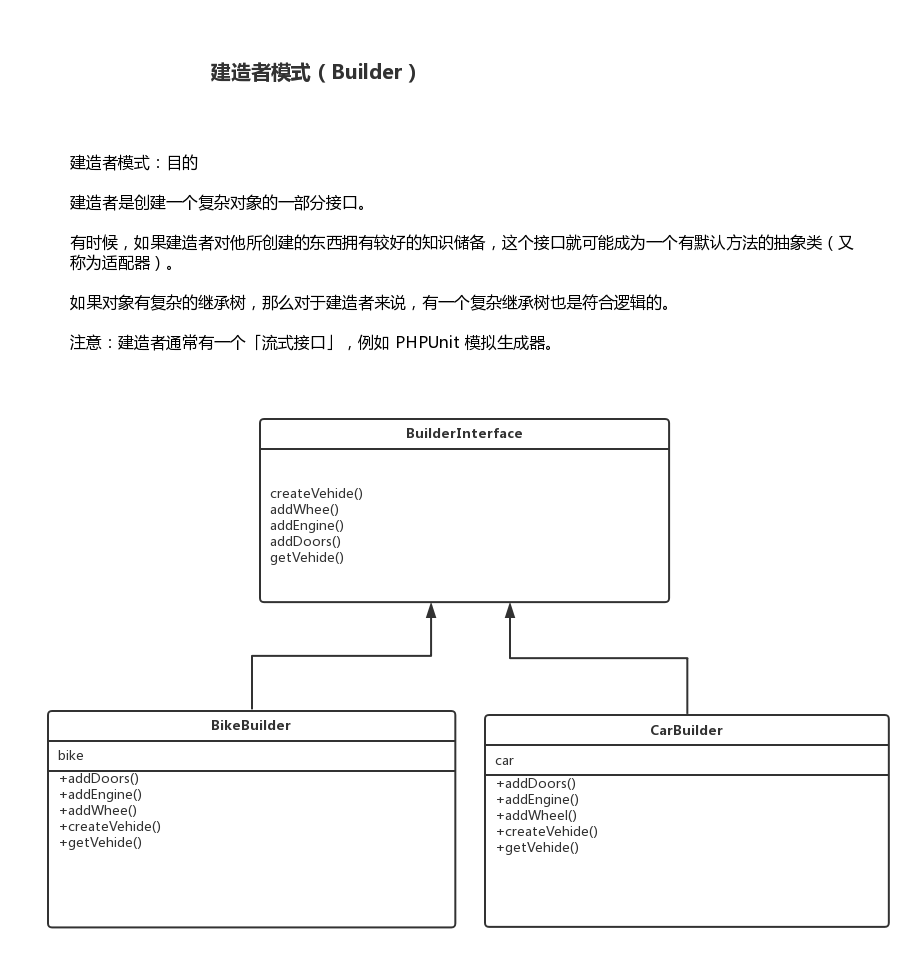 建造者模式（Builder）
建造者模式：目的
建造者是创建一个复杂对象的一部分接口。
有时候，如果建造者对他所创建的东西拥有较好的知识储备，这个接口就可能成为一个有默认方法的抽象类（又
称为适配器）。
如果对象有复杂的继承树，那么对于建造者来说，有一个复杂继承树也是符合逻辑的。
注意：建造者通常有一个「流式接口」，例如 PHPUnit 模拟生成器。
BuilderInterface
createVehide()
addWhee()
addEngine()
addDoors()
getVehide()
BikeBuilder
bike
+addDoors()
+addEngine()
+addWhee()
+createVehide()
+getVehide()
CarBuilder
car
+addDoors()
+addEngine()
+addWheel()
+createVehide()
+getVehide()